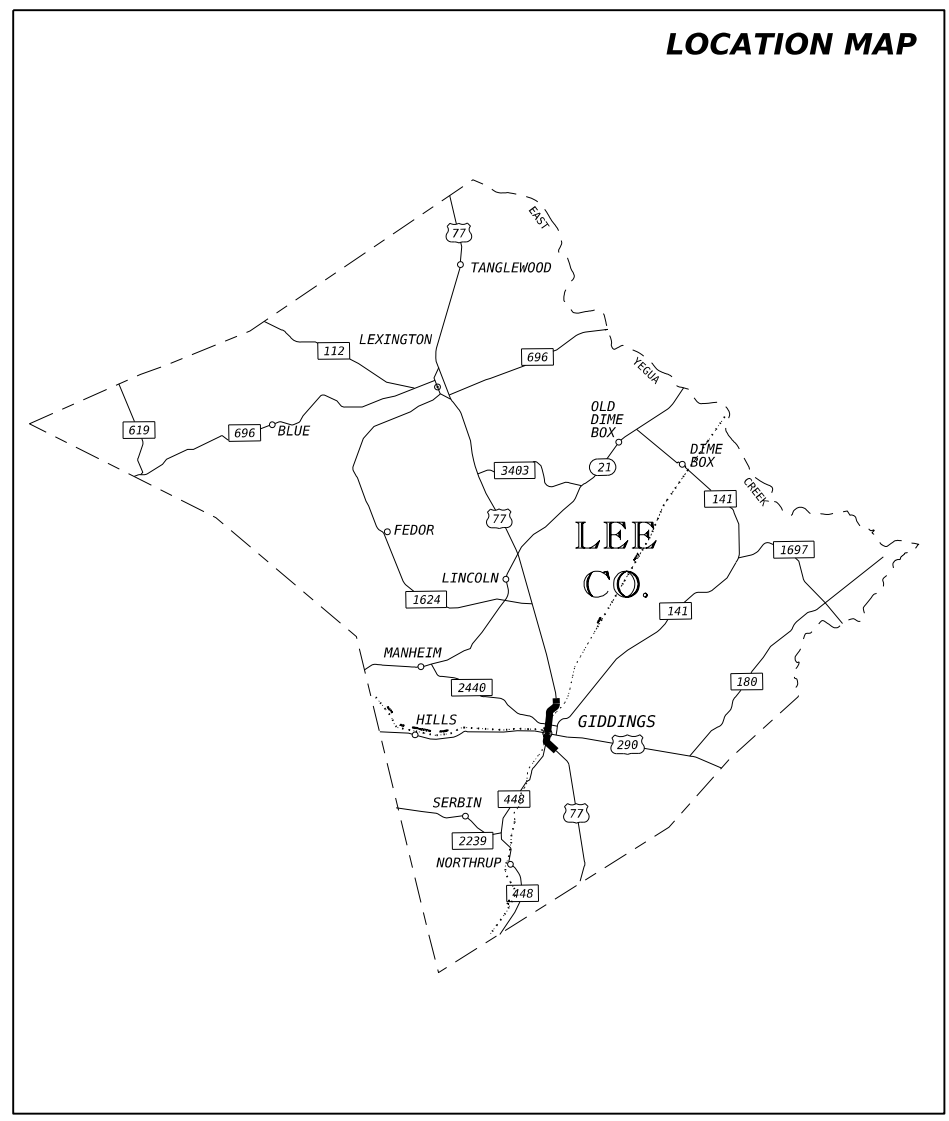 LOCATION MAP
EAST
77
TANGLEWOOD
LEXINGTON
112
696
YEGUA
OLD
DIME
BOX
619
696
BLUE
DIME
BOX
21
3403
CREEK
141
77
FEDOR
LEE
CO.
1697
LINCOLN
1624
141
MANHEIM
180
2440
HILLS
GIDDINGS
290
448
SERBIN
77
2239
NORTHRUP
448